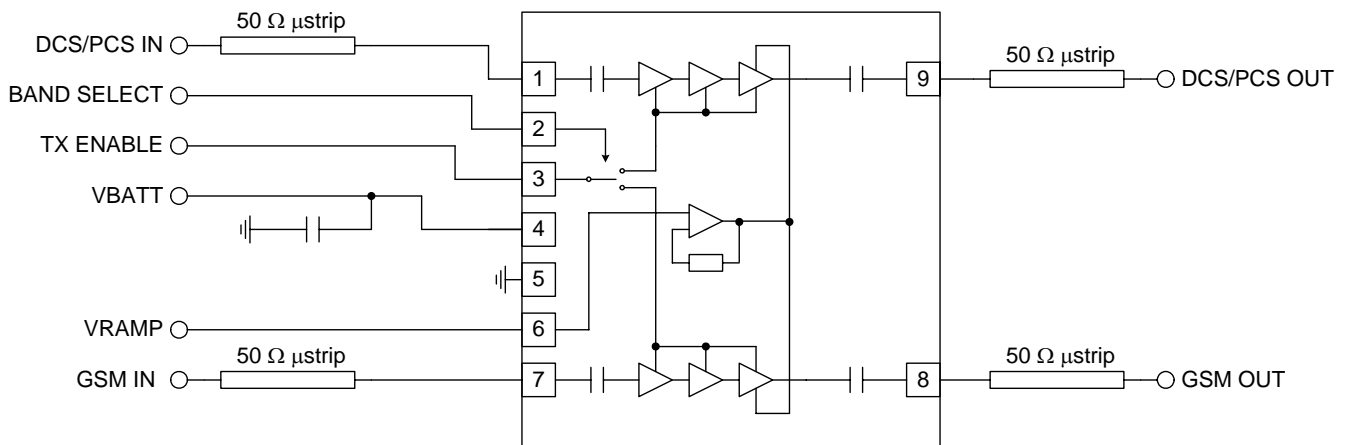 50 Ω μstrip
DCS/PCS IN
BAND SELECT
TX ENABLE
VBATT
VRAMP
50 Ω μstrip
GSM IN
1
2
3
4
5
6
7
9
8
50 Ω μstrip
DCS/PCS OUT
50 Ω μstrip
GSM OUT